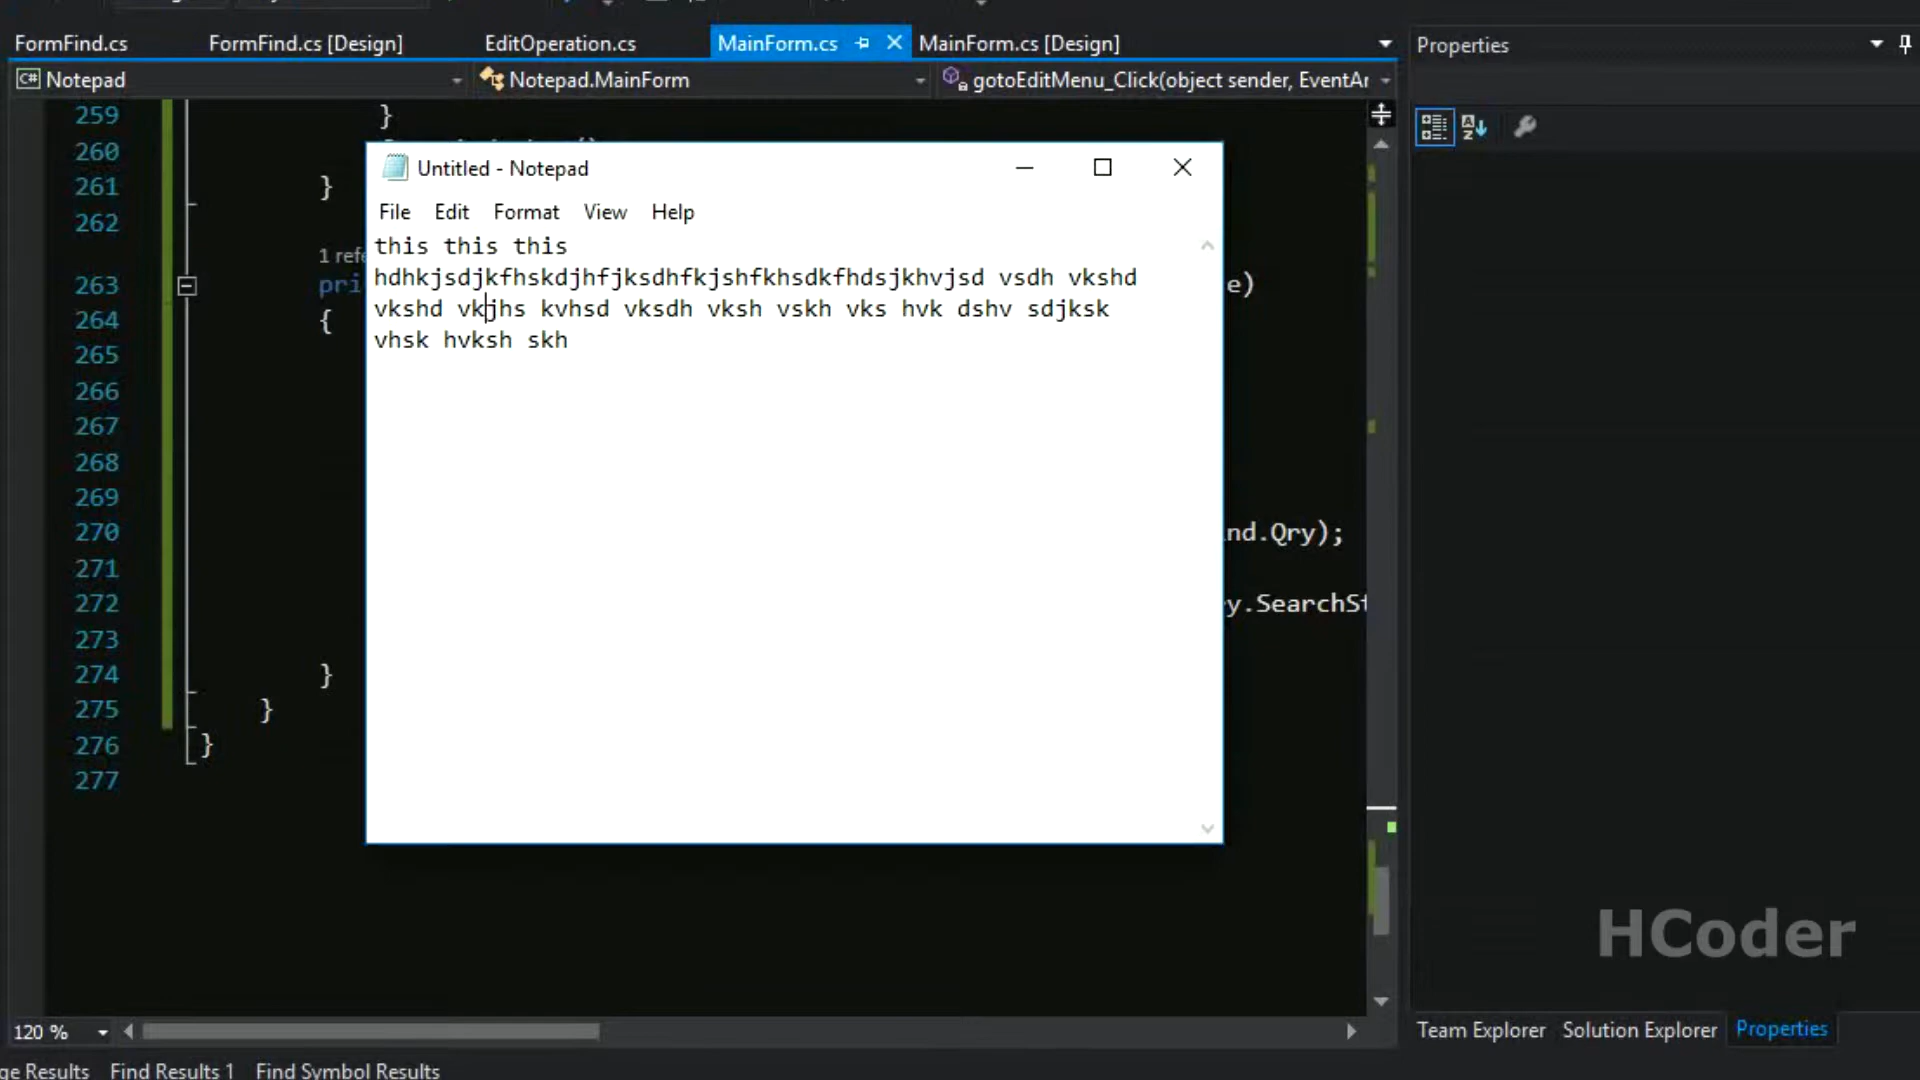 FormFind.cs FormFind.cs [Design] EditOperation.cs MainForm.cs MainForm.cs [Design] Properties
C# Notepad Notepad.MainForm gotoEditMenu_Click(object sender, EventAr
259 }
260 ()
261 }
262
1 refe
263 pri e)
264 {
265
266
267
268
269
270 nd.Qry);
271
272 y.SearchSt
273
274 }
275 }
276 }
277
Untitled - Notepad
File Edit Format View Help
this this this
hdhkjsdjkfhskdjhfjksdhfkjshfkhsdkfhdsjkhvjsd vsdh vkshd
vkshd vkjhs kvhsd vksdh vksh vskh vks hvk dshv sdjksk
vhsk hvksh skh
HCoder
120 %
Team Explorer Solution Explorer Properties
ge Results Find Results 1 Find Symbol Results